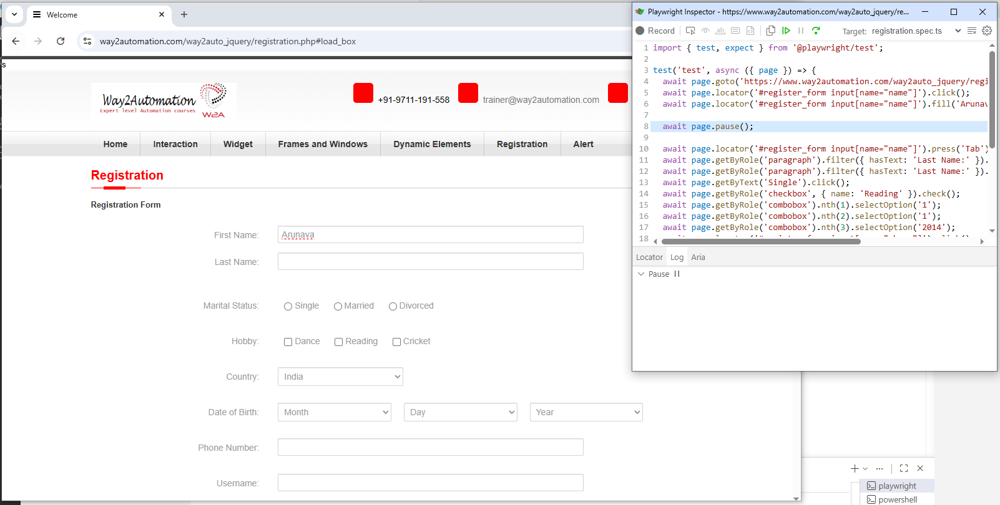 Welcome
way2automation.com/way2auto_jquery/registration.php#load_box
s
Way2Automation
Expert level Automation courses
W2A
+91-9711-191-558
trainer@way2automation.com
Home
Interaction
Widget
Frames and Windows
Dynamic Elements
Registration
Alert
Registration
Registration Form
First Name:
Arunava
Last Name:
Marital Status:
Single
Married
Divorced
Hobby:
Dance
Reading
Cricket
Country:
India
Date of Birth:
Month
Day
Year
Phone Number:
Username:
Playwright Inspector - https://www.way2automation.com/way2auto_jquery/re...
Record
ab
Target: registration.spec.ts
1 import { test, expect } from '@playwright/test';
2
3 test('test', async ({ page }) => {
4 await page.goto('https://www.way2automation.com/way2auto_jquery/regi
5 await page.locator('#register_form input[name="name"]').click();
6 await page.locator('#register_form input[name="name"]').fill('Arunav
7
8 await page.pause();
9
10 await page.locator('#register_form input[name="name"]').press('Tab')
11 await page.getByRole('paragraph').filter({ hasText: 'Last Name:' }).
12 await page.getByRole('paragraph').filter({ hasText: 'Last Name:' }).
13 await page.getByText('Single').click();
14 await page.getByRole('checkbox', { name: 'Reading' }).check();
15 await page.getByRole('combobox').nth(1).selectOption('1');
16 await page.getByRole('combobox').nth(2).selectOption('1');
17 await page.getByRole('combobox').nth(3).selectOption('2014');
18
Locator
Log
Aria
Pause
playwright
powershell